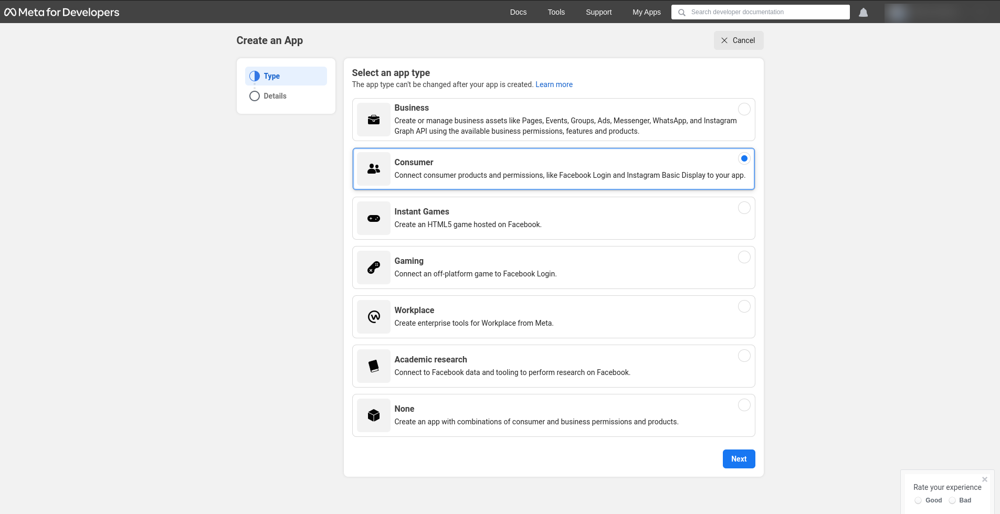 Meta for Developers
Docs
Tools
Support
My Apps
Search developer documentation
Create an App
Cancel
Type
Details
Select an app type
The app type can't be changed after your app is created. Learn more
Business
Create or manage business assets like Pages, Events, Groups, Ads, Messenger, WhatsApp, and Instagram
Graph API using the available business permissions, features and products.
Consumer
Connect consumer products and permissions, like Facebook Login and Instagram Basic Display to your app.
Instant Games
Create an HTML5 game hosted on Facebook.
Gaming
Connect an off-platform game to Facebook Login.
Workplace
Create enterprise tools for Workplace from Meta.
Academic research
Connect to Facebook data and tooling to perform research on Facebook.
None
Create an app with combinations of consumer and business permissions and products.
Next
Rate your experience
Good
Bad